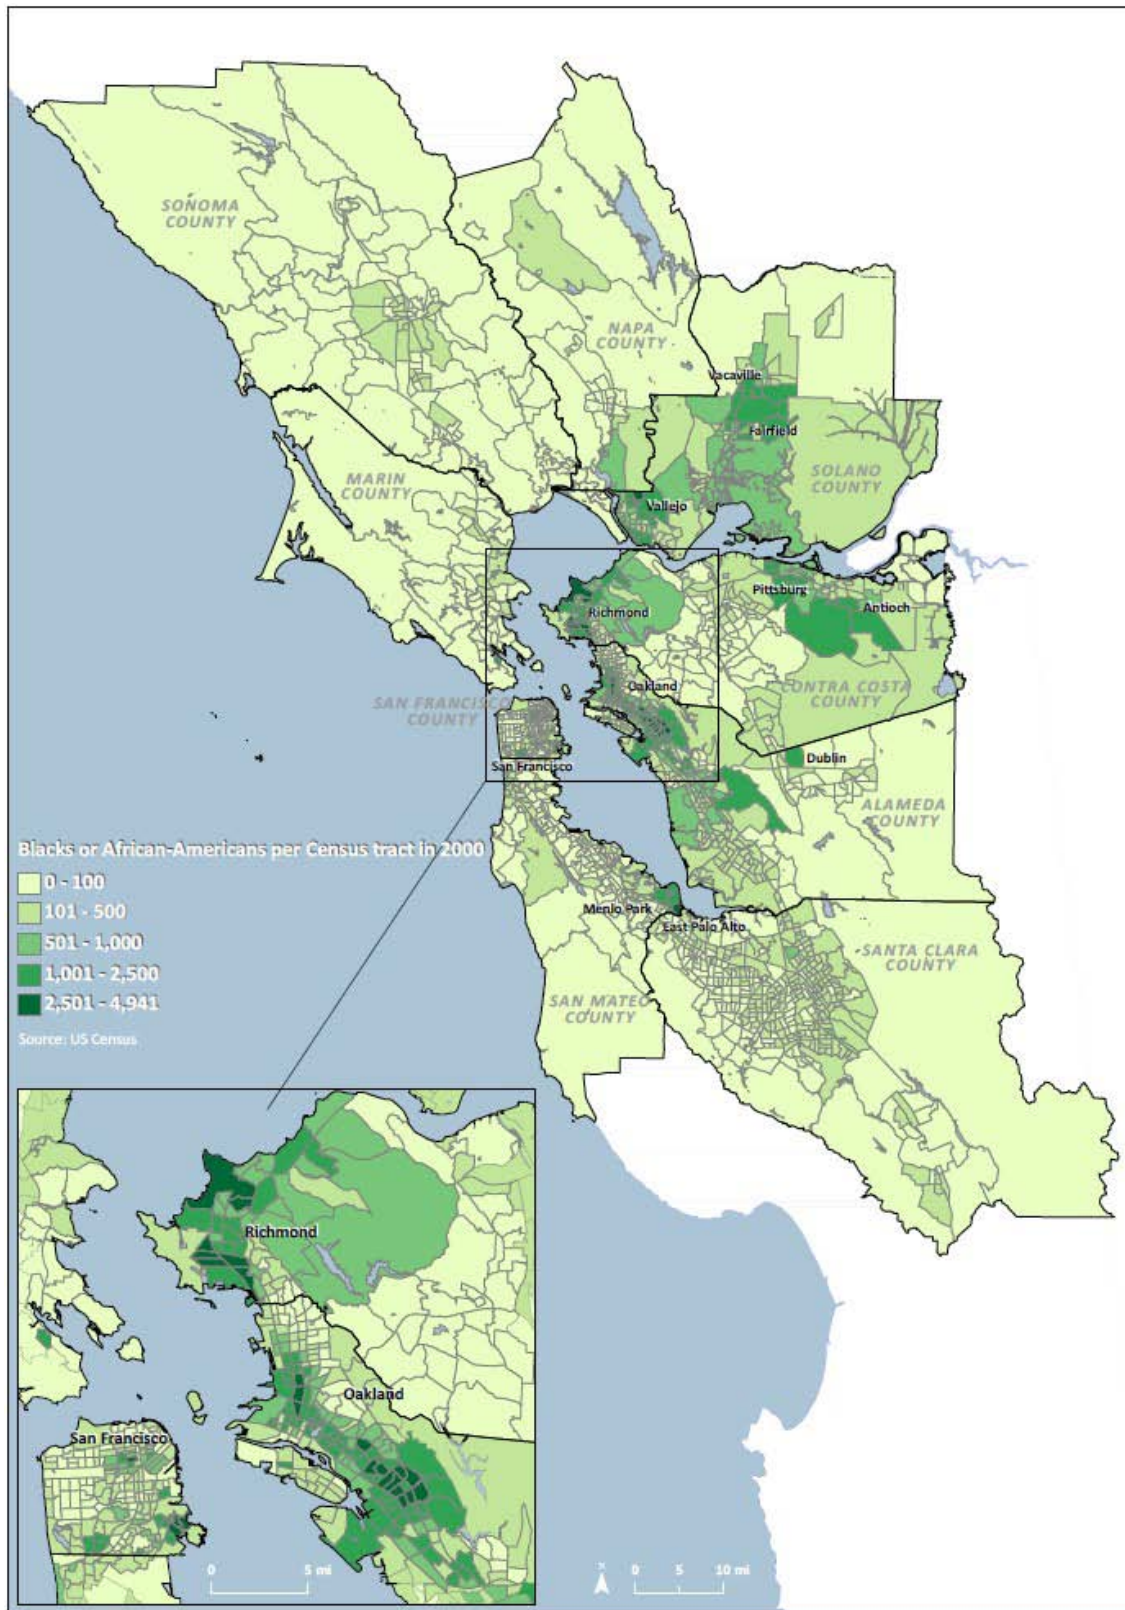 SONOMA
COUNTY
NAPA
COUNTY
Vacaville
Fairfield
MARIN
COUNTY
SOLANO
COUNTY
Vallejo
Pittsburg
Antioch
Richmond
Oakland
CONTRA COSTA
COUNTY
SAN FRANCISCO
COUNTY
San Francisco
Dublin
ALAMEDA
COUNTY
Blacks or African-Americans per Census tract in 2000
0 - 100
101 - 500
501 - 1,000
1,001 - 2,500
2,501 - 4,941
Source: US Census
Menlo Park
East Palo Alto
SANTA CLARA
COUNTY
SAN MATEO
COUNTY
Richmond
Oakland
San Francisco
0 5 mi
0 5 10 mi